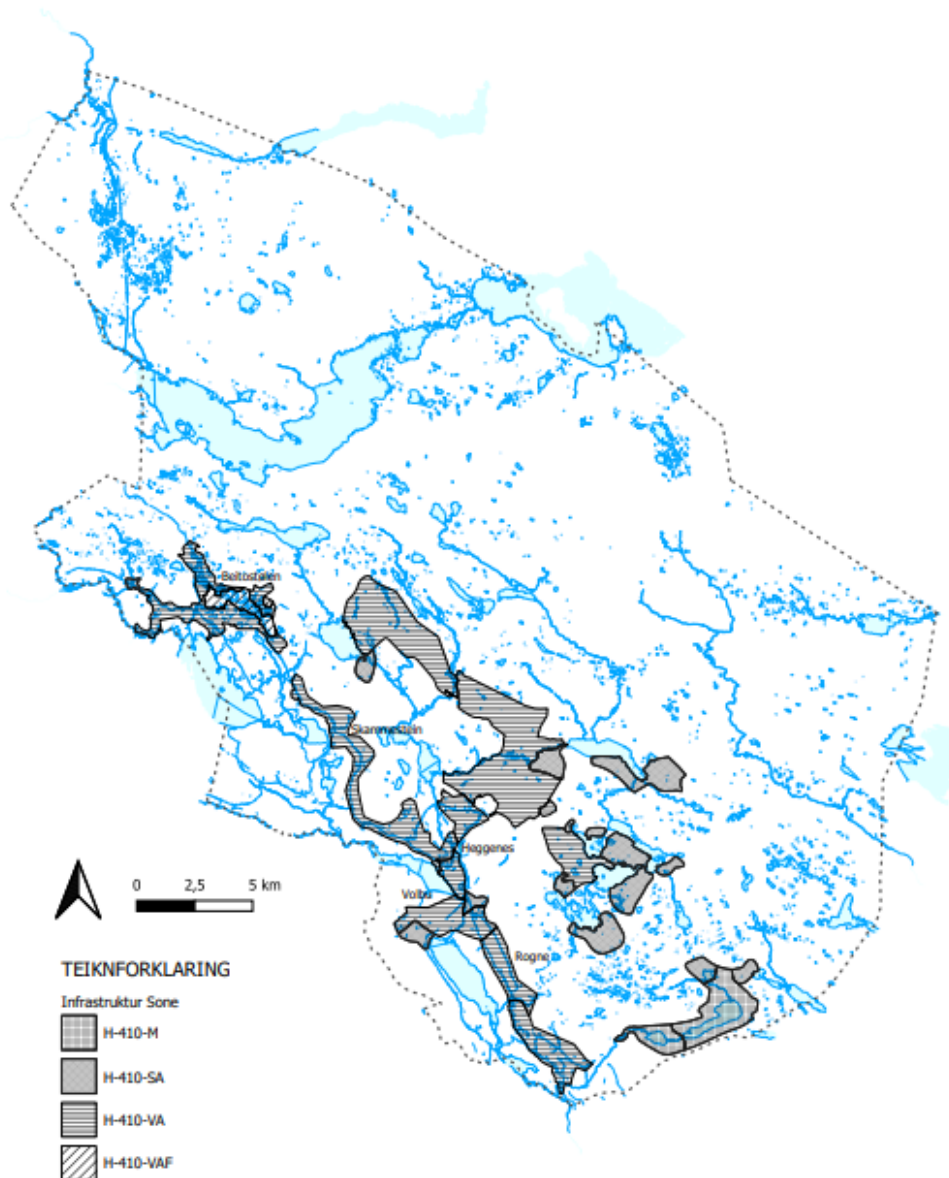 Beitostølen
Skammestein
Heggenes
Volbu
Rogne
0 2,5 5 km
TEIKNFORKLARING
Infrastruktur Sone
H-410-M
H-410-SA
H-410-VA
H-410-VAF